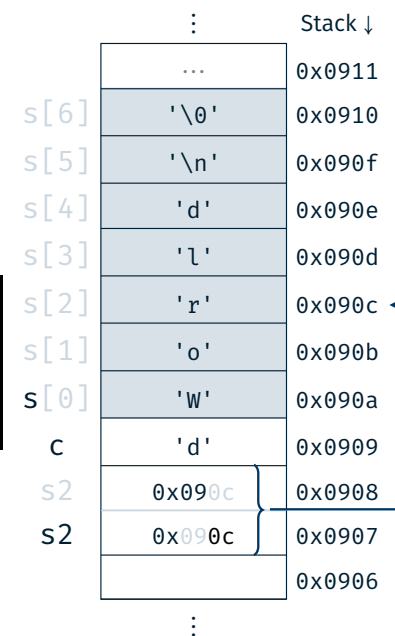 ⋮ Stack ↓
... 0x0911
s[6] '\0' 0x0910
s[5] '\n' 0x090f
s[4] 'd' 0x090e
s[3] 'l' 0x090d
s[2] 'r' 0x090c
s[1] 'o' 0x090b
s[0] 'W' 0x090a
c 'd' 0x0909
s2 0x090c 0x0908
s2 0x090c 0x0907
0x0906
⋮